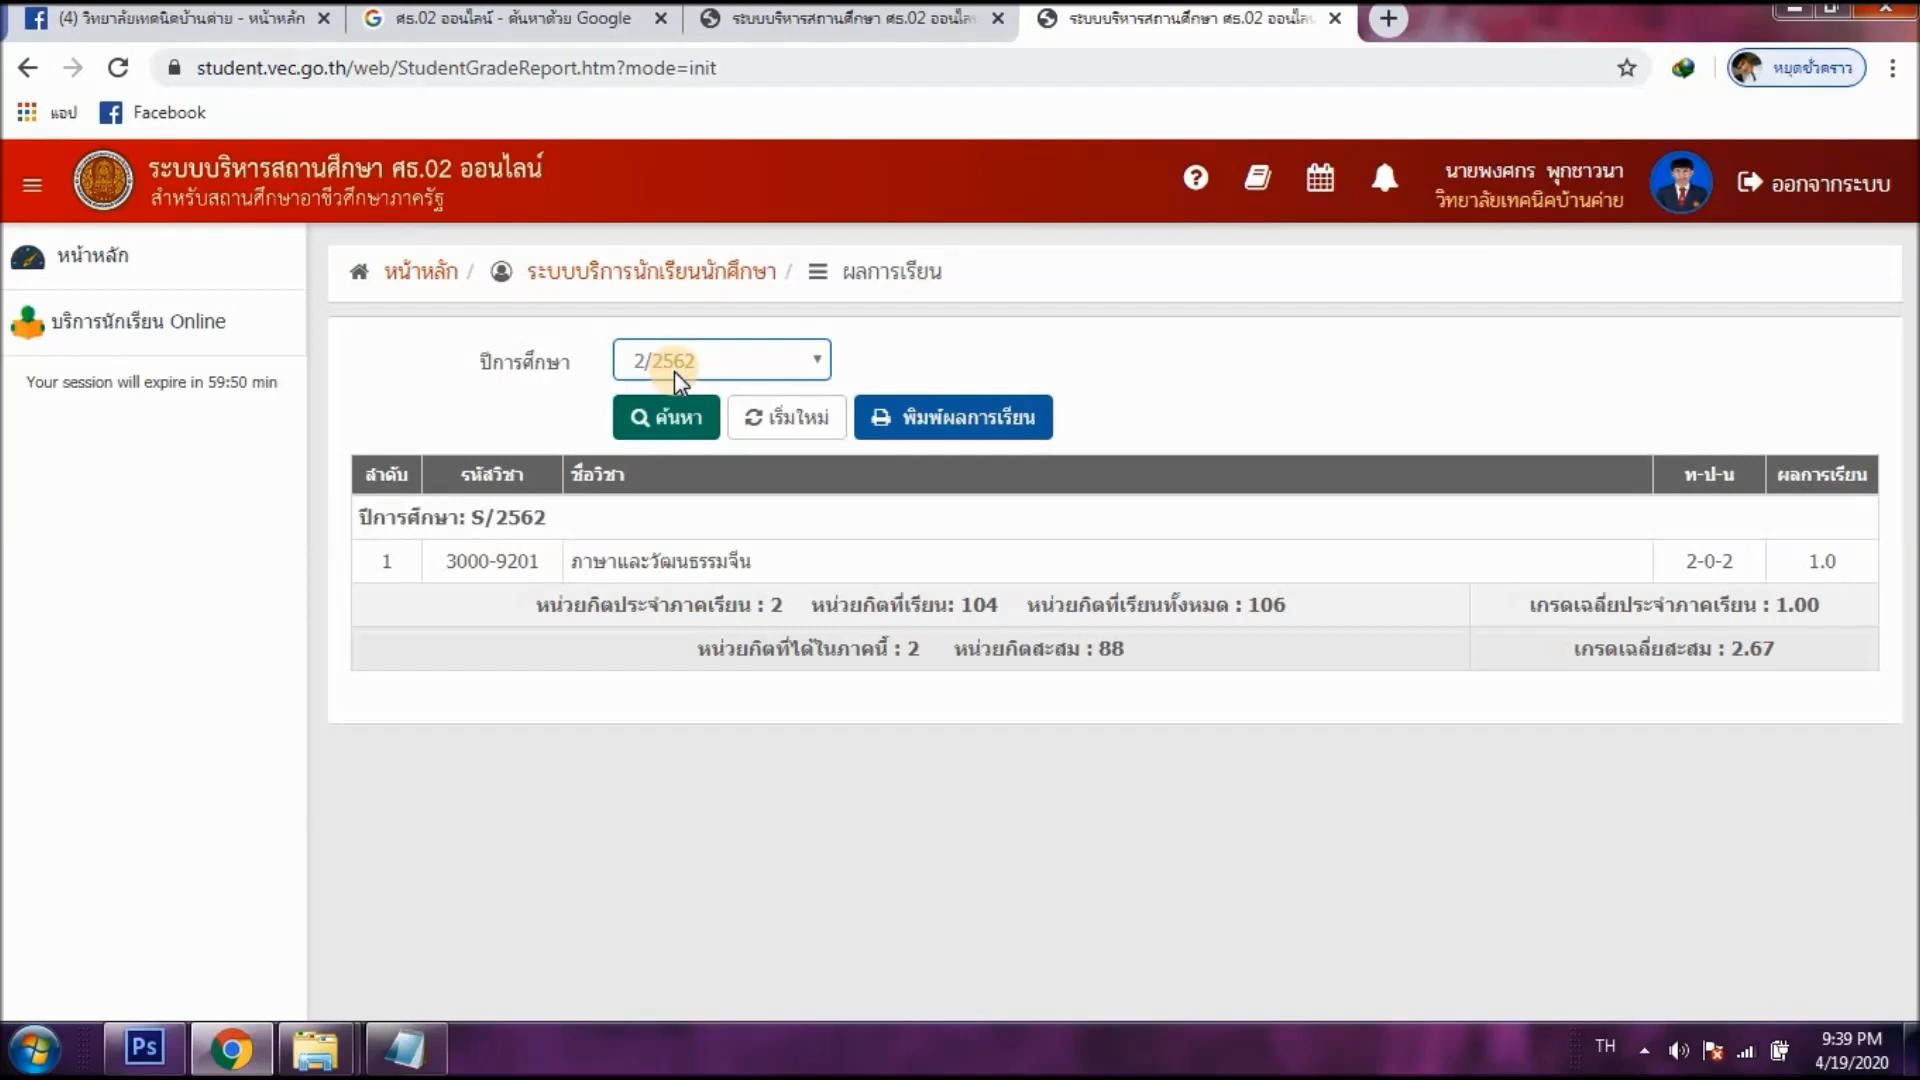 (4) วิทยาลัยเทคนิคบ้านค่าย - หน้าหลัก
ศธ.02 ออนไลน์ - ค้นหาด้วย Google
ระบบบริหารสถานศึกษา ศธ.02 ออนไล
ระบบบริหารสถานศึกษา ศธ.02 ออนไล
student.vec.go.th/web/StudentGradeReport.htm?mode=init
หยุดชั่วคราว
แอป
Facebook
ระบบบริหารสถานศึกษา ศธ.02 ออนไลน์
สำหรับสถานศึกษาอาชีวศึกษาภาครัฐ
นายพงศกร พุกชาวนา
วิทยาลัยเทคนิคบ้านค่าย
ออกจากระบบ
หน้าหลัก
บริการนักเรียน Online
Your session will expire in 59:50 min
หน้าหลัก / ระบบบริการนักเรียนนักศึกษา / ผลการเรียน
ปีการศึกษา 2/2562
ค้นหา เริ่มใหม่ พิมพ์ผลการเรียน
ลำดับ รหัสวิชา ชื่อวิชา ท-ป-น ผลการเรียน
ปีการศึกษา: S/2562
1 3000-9201 ภาษาและวัฒนธรรมจีน 2-0-2 1.0
หน่วยกิตประจำภาคเรียน : 2 หน่วยกิตที่เรียน: 104 หน่วยกิตที่เรียนทั้งหมด : 106 เกรดเฉลี่ยประจำภาคเรียน : 1.00
หน่วยกิตที่ได้ในภาคนี้ : 2 หน่วยกิตสะสม : 88 เกรดเฉลี่ยสะสม : 2.67
Ps
TH
9:39 PM
4/19/2020